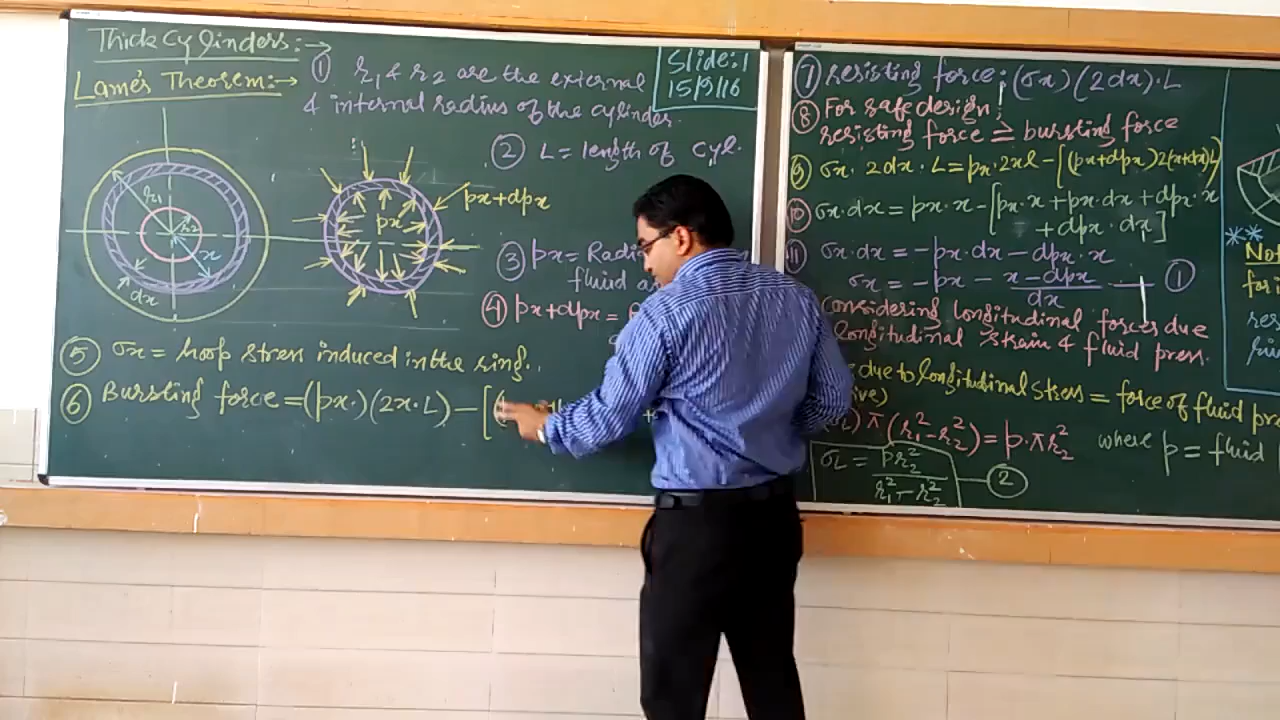 Thick Cylinders:→
Lame's Theorem:→
① r₁ & r₂ are the external
& internal radius of the cylinder.
Slide:1
15/9/16
② L = length of cyl.
r₁
r₂
x
dx
px
px+dpx
③ px = Radi
fluid
④ px+dpx =
⑤ σx = hoop stress induced in the ring.
⑥ Bursting force = (px·)(2x·L) − [
⑦ resisting force; (σx)(2dx)·L
⑧ For safe design;
resisting force = bursting force
⑨ σx· 2dx · L = px·2xl − [(px+dpx)2(x+dx)L]
⑩ σx·dx = px·x − [px·x + px·dx + dpx·x
+ dpx·dx]
⑪ σx·dx = −px·dx − dpx·x
σx = −px − x−dpx/dx — ①
Considering longitudinal forces due
longitudinal strain & fluid press.
due to longitudinal stress = force of fluid pre
π(r₁²−r₂²) = p·πr₂² where p = fluid
σL = pr₂²/r₁²−r₂² — ②
**
Not
for i
res